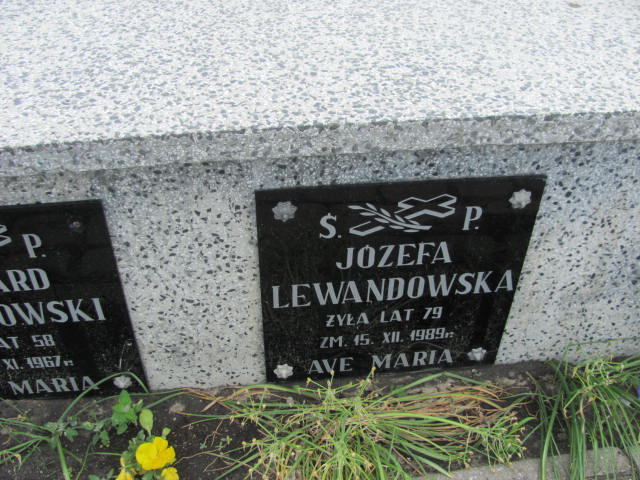 P.
ARD
OWSKI
AT 58
XI. 1967r.
MARIA
Ś. P.
JÓZEFA
LEWANDOWSKA
ŻYŁA LAT 79
ZM. 15. XII. 1989r.
AVE MARIA